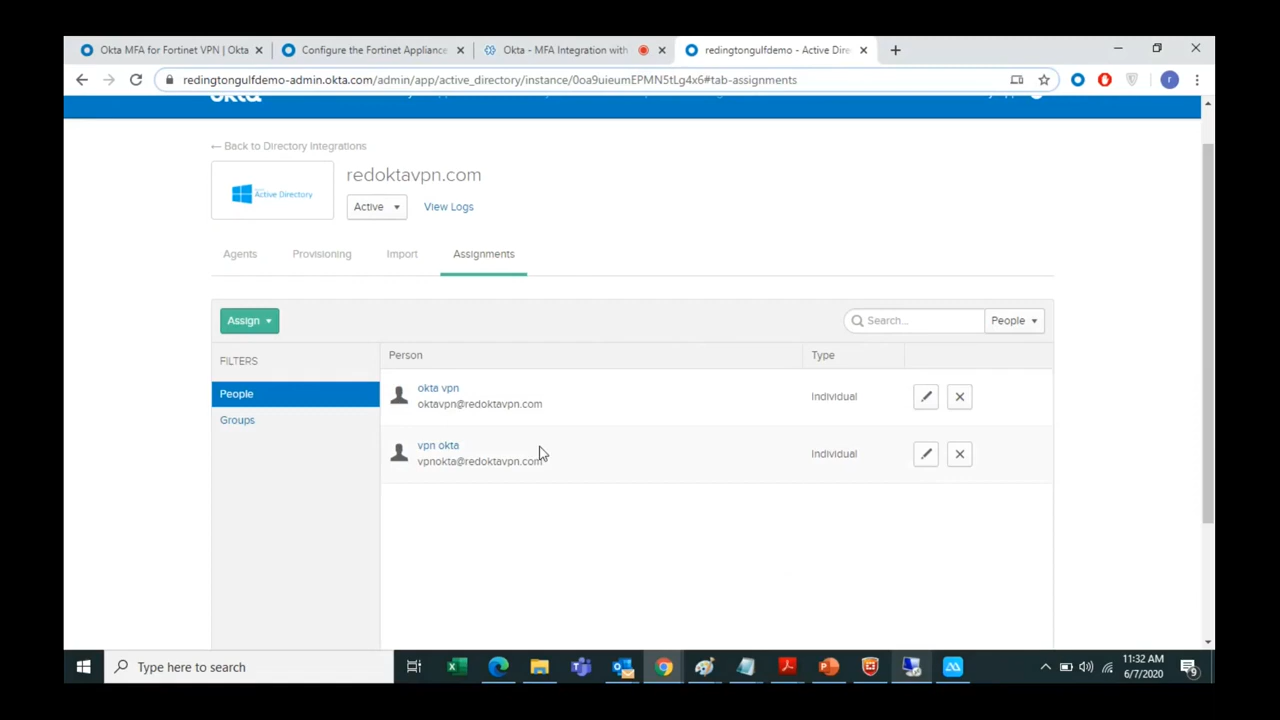 Okta MFA for Fortinet VPN | Okta
Configure the Fortinet Appliance
Okta - MFA Integration with
redingtongulfdemo - Active Dire
redingtongulfdemo-admin.okta.com/admin/app/active_directory/instance/0oa9uieumEPMN5tLg4x6#tab-assignments
r
okta
← Back to Directory Integrations
Active Directory
redoktavpn.com
Active
View Logs
Agents
Provisioning
Import
Assignments
Assign
Search...
People
FILTERS
Person
Type
People
Groups
okta vpn
oktavpn@redoktavpn.com
Individual
vpn okta
vpnokta@redoktavpn.com
Individual
Type here to search
11:32 AM
6/7/2020
9